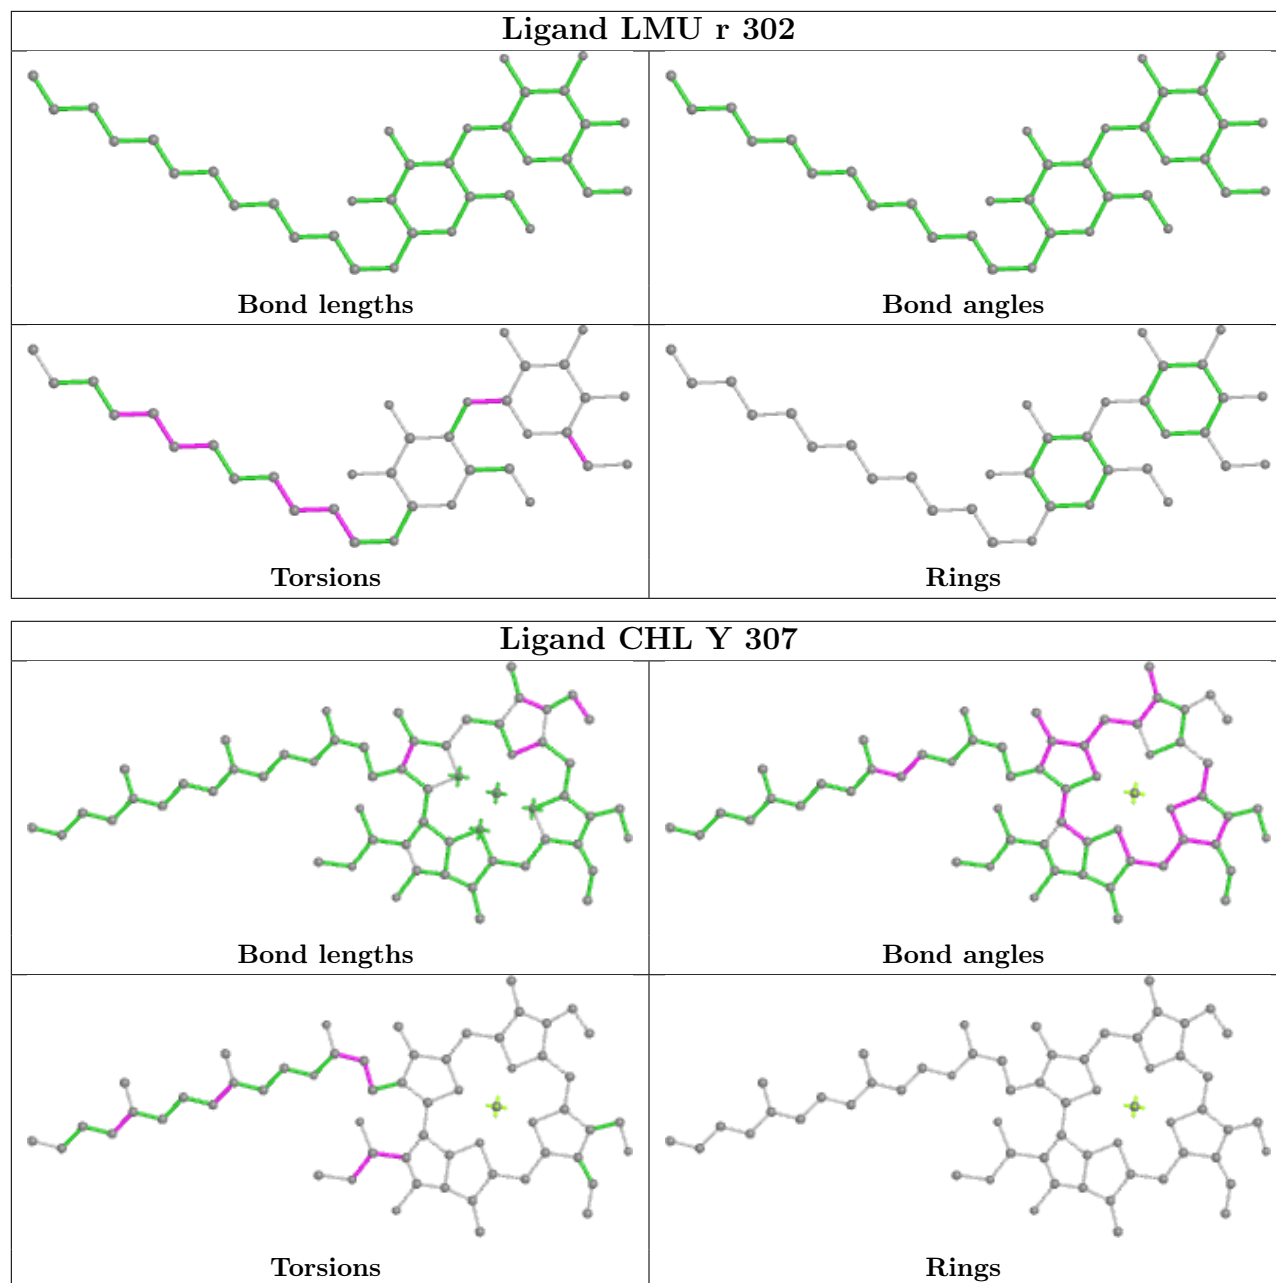 Ligand LMU r 302
Bond lengths
Bond angles
Torsions
Rings
Ligand CHL Y 307
Bond lengths
Bond angles
Torsions
Rings